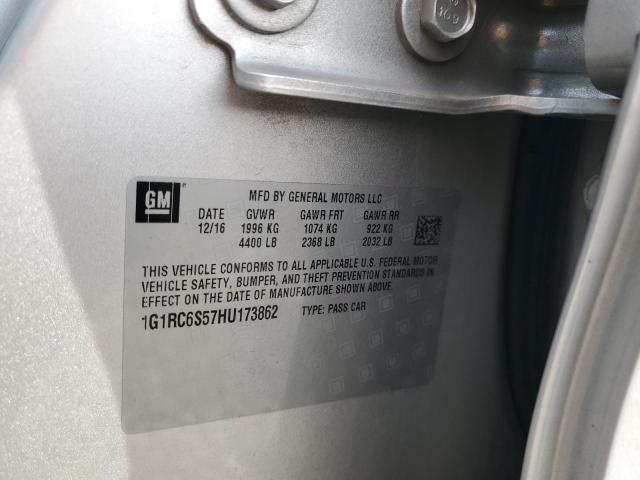 109
GM
MFD BY GENERAL MOTORS LLC
DATE GVWR GAWR FRT GAWR RR
12/16 1996 KG 1074 KG 922 KG
4400 LB 2368 LB 2032 LB
THIS VEHICLE CONFORMS TO ALL APPLICABLE U.S. FEDERAL MOTOR
VEHICLE SAFETY, BUMPER, AND THEFT PREVENTION STANDARDS IN
EFFECT ON THE DATE OF MANUFACTURE SHOWN ABOVE.
1G1RC6S57HU173862 TYPE: PASS CAR